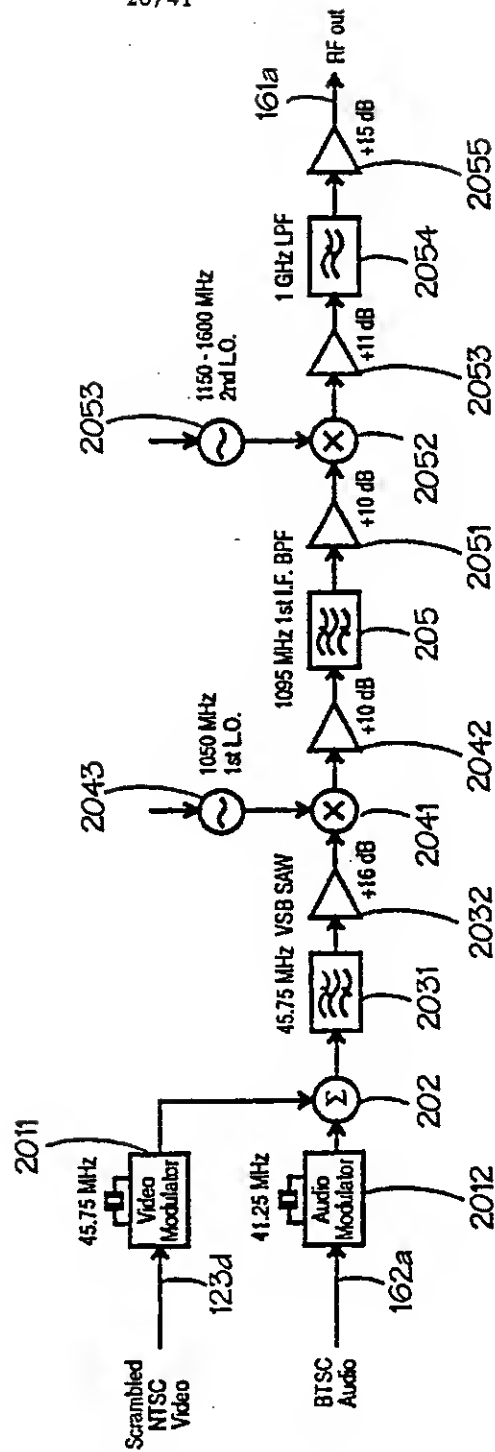 20/41
Scrambled
NTSC
Video
123d
45.75 MHz
Video
Modulator
2011
BTSC
Audio
162a
41.25 MHz
Audio
Modulator
2012
Σ
202
45.75 MHz VSB SAW
2031
+16 dB
2032
X
2041
1050 MHz
1st L.O.
2043
+10 dB
2042
1095 MHz 1st I.F. BPF
205
+10 dB
2051
X
2052
1150 - 1600 MHz
2nd L.O.
2053
+11 dB
2053
1 GHz LPF
2054
+15 dB
2055
161a
RF out